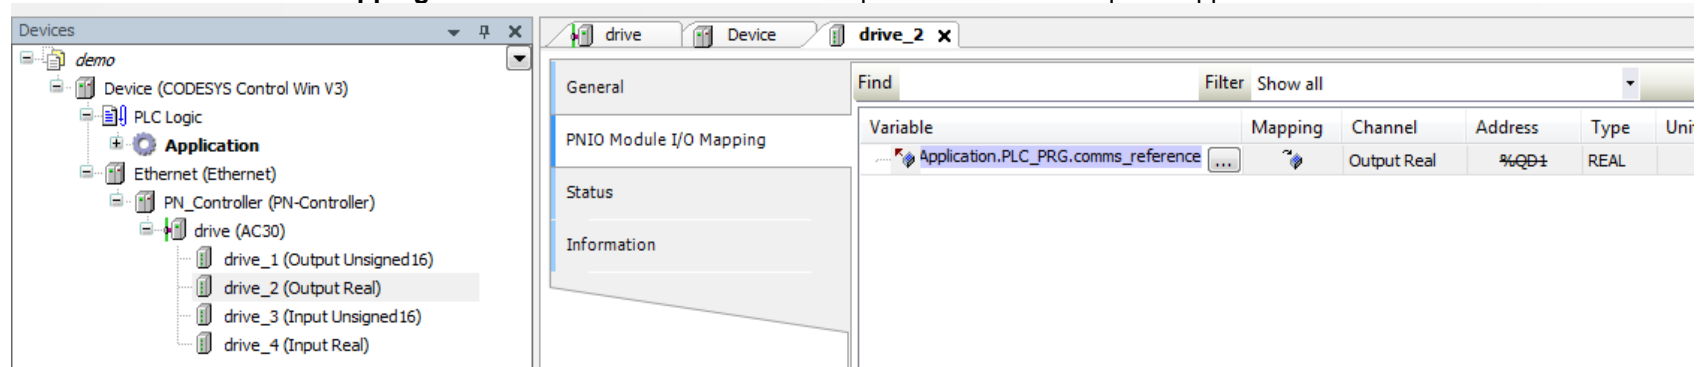 pping
Devices
demo
Device (CODESYS Control Win V3)
PLC Logic
Application
Ethernet (Ethernet)
PN_Controller (PN-Controller)
drive (AC30)
drive_1 (Output Unsigned16)
drive_2 (Output Real)
drive_3 (Input Unsigned16)
drive_4 (Input Real)
drive Device drive_2 x
General
PNIO Module I/O Mapping
Status
Information
Find Filter Show all
Variable Mapping Channel Address Type Uni
Application.PLC_PRG.comms_reference ... Output Real %QD1 REAL